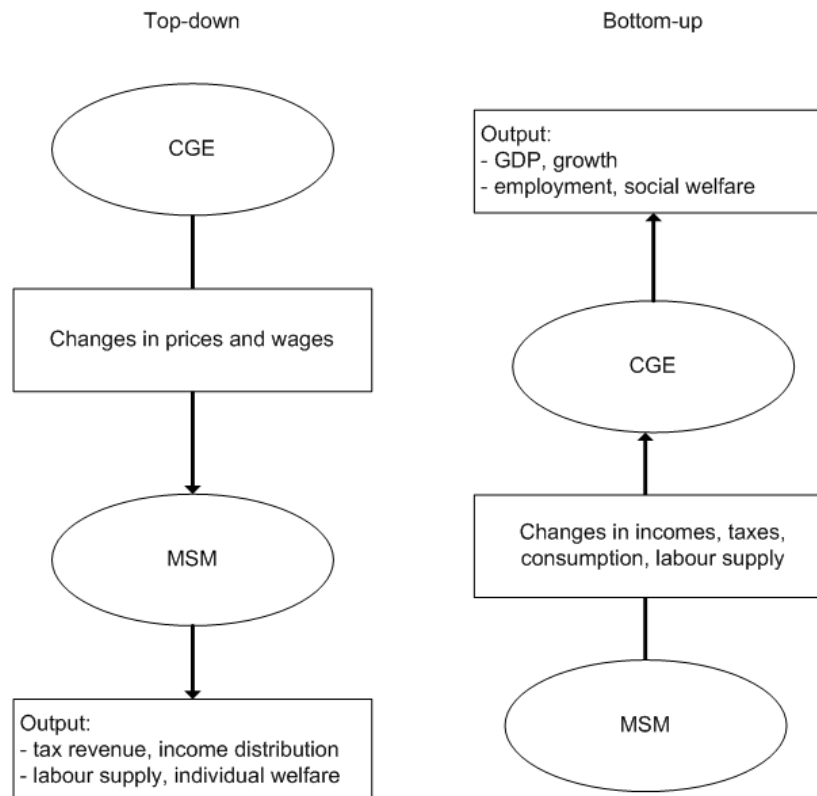 Top-down
CGE
Changes in prices and wages
MSM
Output:
- tax revenue, income distribution
- labour supply, individual welfare
Bottom-up
Output:
- GDP, growth
- employment, social welfare
CGE
Changes in incomes, taxes,
consumption, labour supply
MSM